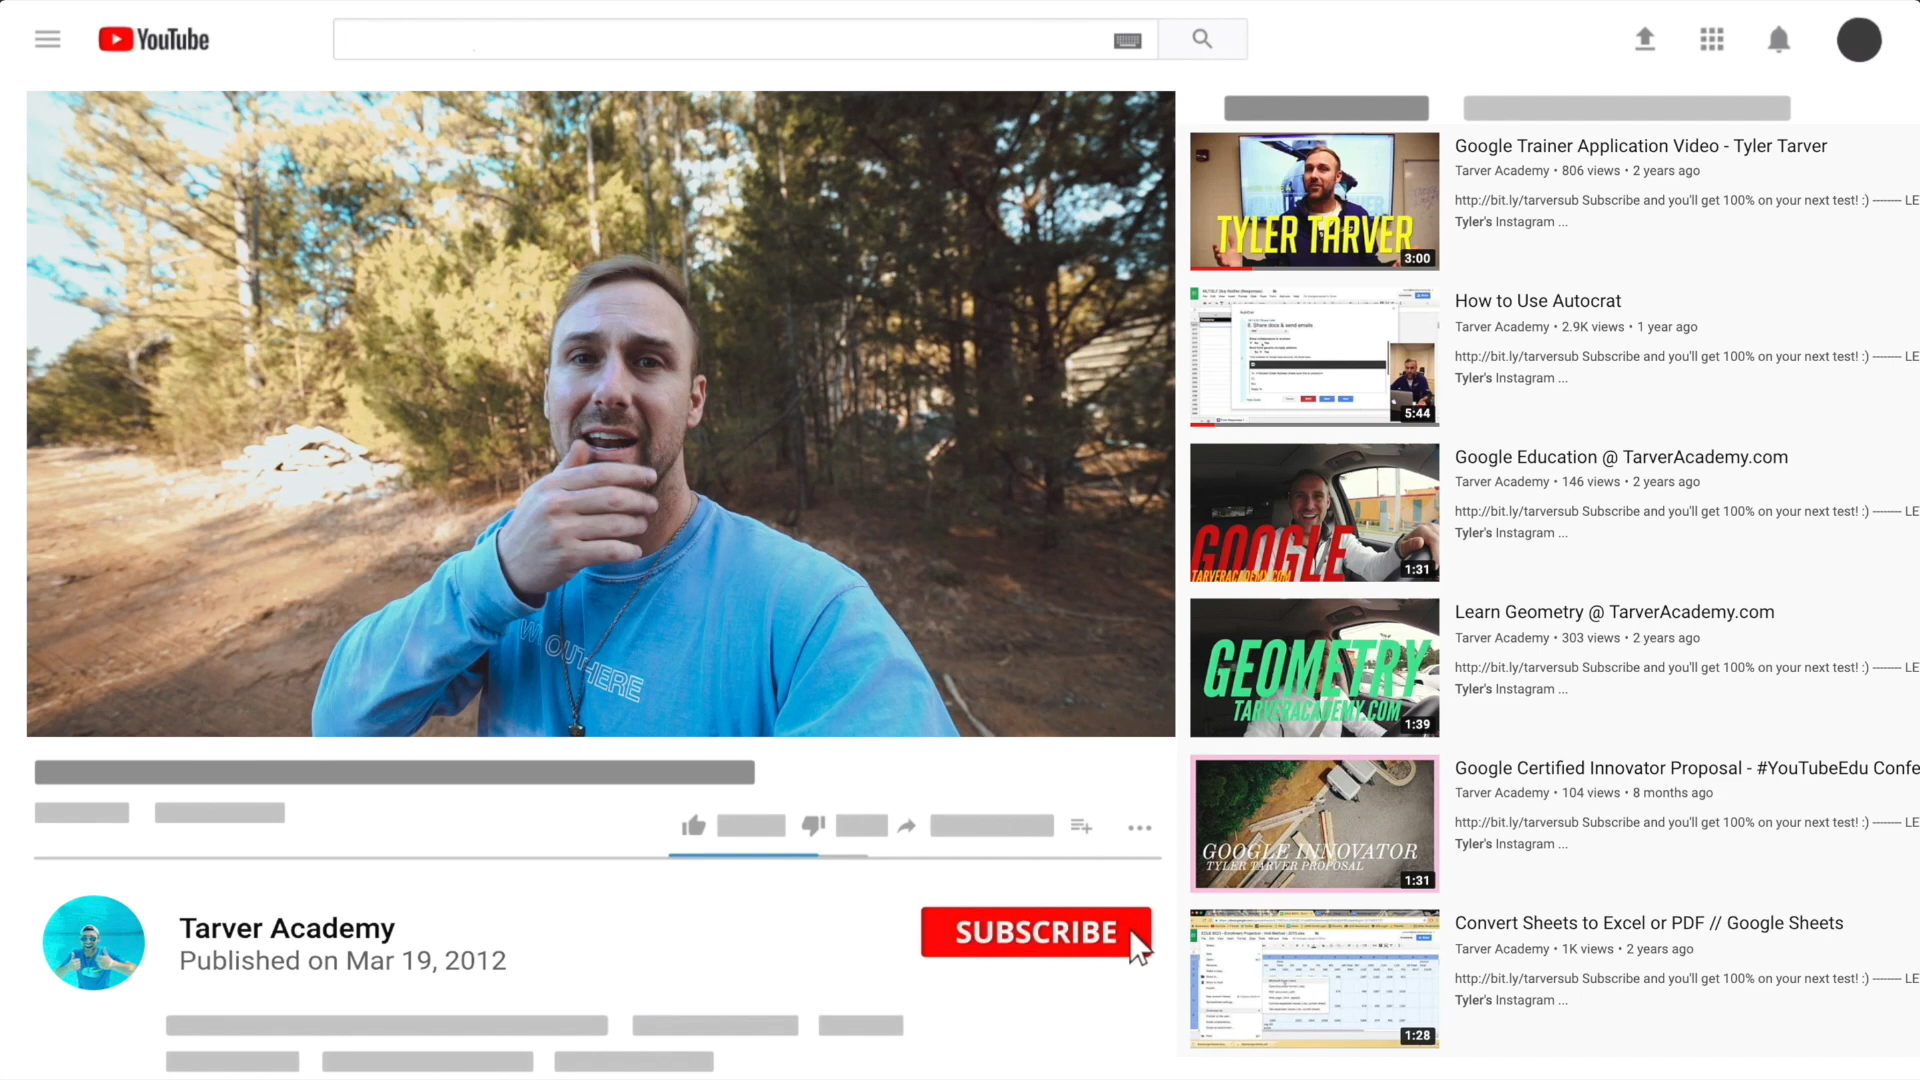 YouTube
W OUTHERE
SUBSCRIBE
Tarver Academy
Published on Mar 19, 2012
TYLER TARVER
3:00
Google Trainer Application Video - Tyler Tarver
Tarver Academy • 806 views • 2 years ago
http://bit.ly/tarversub Subscribe and you'll get 100% on your next test! :) -------- LE
Tyler's Instagram ...
8. Share docs & send emails
5:44
How to Use Autocrat
Tarver Academy • 2.9K views • 1 year ago
http://bit.ly/tarversub Subscribe and you'll get 100% on your next test! :) -------- LE
Tyler's Instagram ...
GOOGLE
TARVERACADEMY.COM
1:31
Google Education @ TarverAcademy.com
Tarver Academy • 146 views • 2 years ago
http://bit.ly/tarversub Subscribe and you'll get 100% on your next test! :) -------- LE
Tyler's Instagram ...
GEOMETRY
TARVERACADEMY.COM
1:39
Learn Geometry @ TarverAcademy.com
Tarver Academy • 303 views • 2 years ago
http://bit.ly/tarversub Subscribe and you'll get 100% on your next test! :) -------- LE
Tyler's Instagram ...
GOOGLE INNOVATOR
TYLER TARVER PROPOSAL
1:31
Google Certified Innovator Proposal - #YouTubeEdu Confe
Tarver Academy • 104 views • 8 months ago
http://bit.ly/tarversub Subscribe and you'll get 100% on your next test! :) -------- LE
Tyler's Instagram ...
1:28
Convert Sheets to Excel or PDF // Google Sheets
Tarver Academy • 1K views • 2 years ago
http://bit.ly/tarversub Subscribe and you'll get 100% on your next test! :) -------- LE
Tyler's Instagram ...